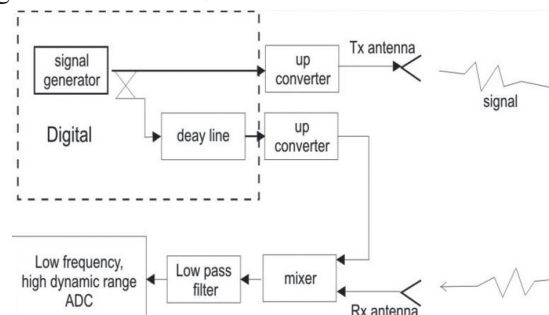 Tx antenna
signal
generator
up
converter
signal
Digital
deay line
up
converter
Low frequency,
high dynamic range
ADC
Low pass
filter
mixer
Rx antenna